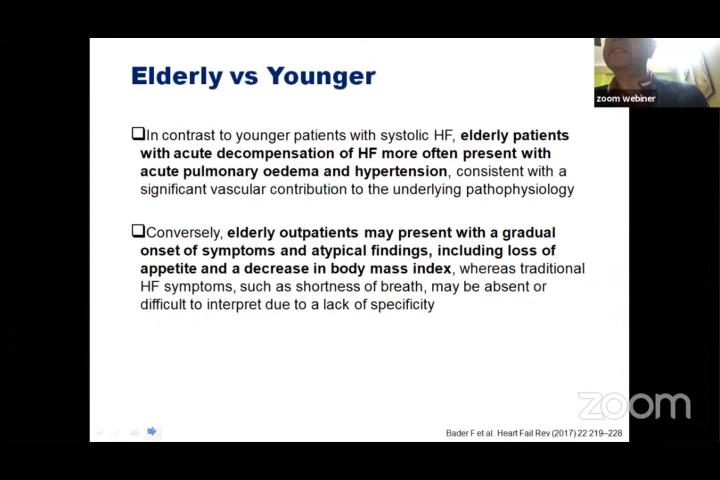 Elderly vs Younger
zoom webiner
❑In contrast to younger patients with systolic HF, elderly patients
with acute decompensation of HF more often present with
acute pulmonary oedema and hypertension, consistent with a
significant vascular contribution to the underlying pathophysiology
❑Conversely, elderly outpatients may present with a gradual
onset of symptoms and atypical findings, including loss of
appetite and a decrease in body mass index, whereas traditional
HF symptoms, such as shortness of breath, may be absent or
difficult to interpret due to a lack of specificity
zoom
Bader F et al. Heart Fail Rev (2017) 22:219–228